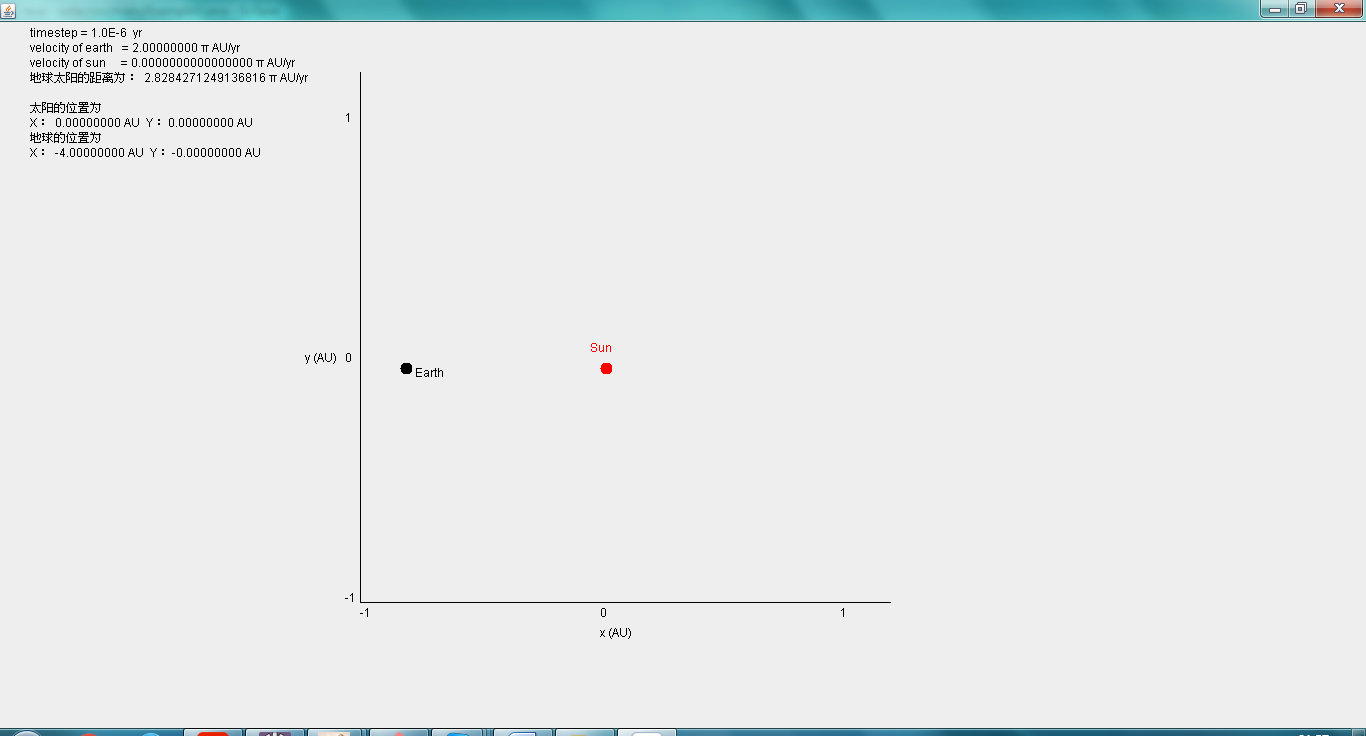 timestep = 1.0E-6 yr
velocity of earth = 2.00000000 π AU/yr
velocity of sun = 0.0000000000000000 π AU/yr
地球太阳的距离为： 2.8284271249136816 π AU/yr
太阳的位置为
X： 0.00000000 AU Y：0.00000000 AU
地球的位置为
X： -4.00000000 AU Y：-0.00000000 AU
1
Sun
y (AU) 0
Earth
-1
-1 0 1
x (AU)